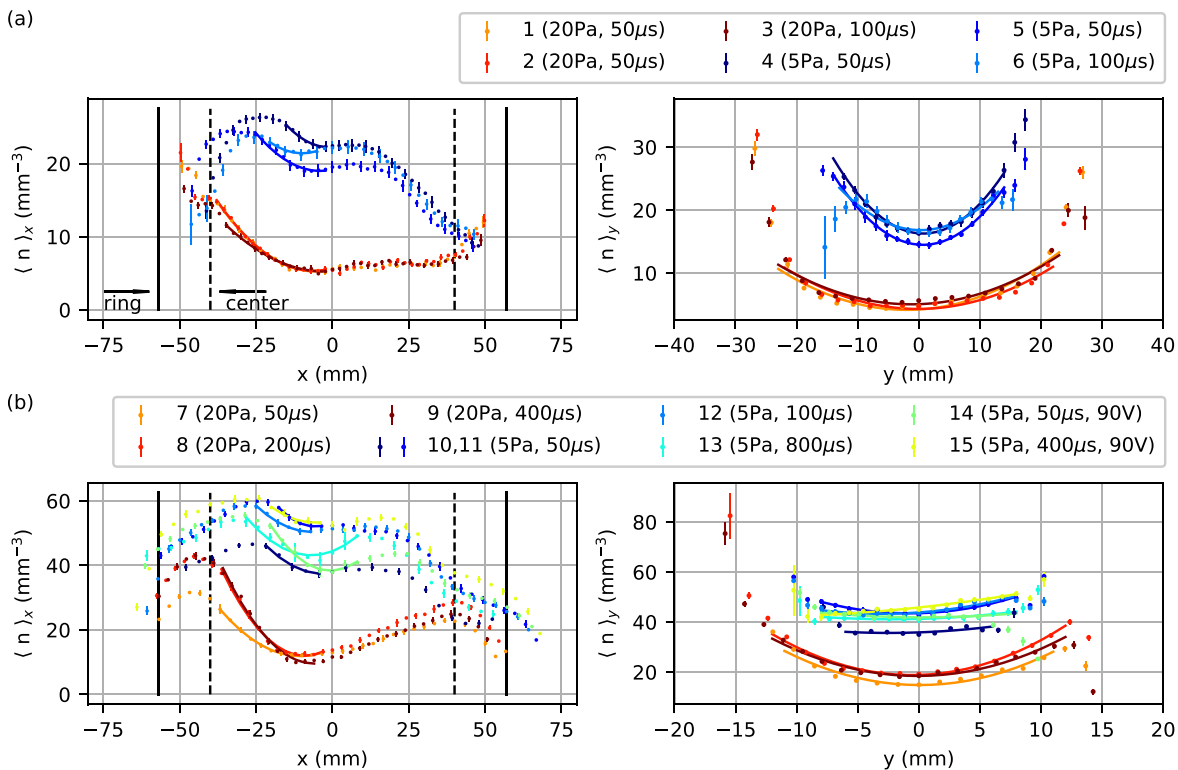 (a)
1 (20Pa, 50μs) 3 (20Pa, 100μs) 5 (5Pa, 50μs)
2 (20Pa, 50μs) 4 (5Pa, 50μs) 6 (5Pa, 100μs)
⟨ n ⟩x (mm⁻³)
20
10
0
ring center
−75 −50 −25 0 25 50 75
x (mm)
⟨ n ⟩y (mm⁻³)
30
20
10
−40 −30 −20 −10 0 10 20 30 40
y (mm)
(b)
7 (20Pa, 50μs) 9 (20Pa, 400μs) 12 (5Pa, 100μs) 14 (5Pa, 50μs, 90V)
8 (20Pa, 200μs) 10,11 (5Pa, 50μs) 13 (5Pa, 800μs) 15 (5Pa, 400μs, 90V)
⟨ n ⟩x (mm⁻³)
60
40
20
0
−75 −50 −25 0 25 50 75
x (mm)
⟨ n ⟩y (mm⁻³)
80
60
40
20
−20 −15 −10 −5 0 5 10 15 20
y (mm)